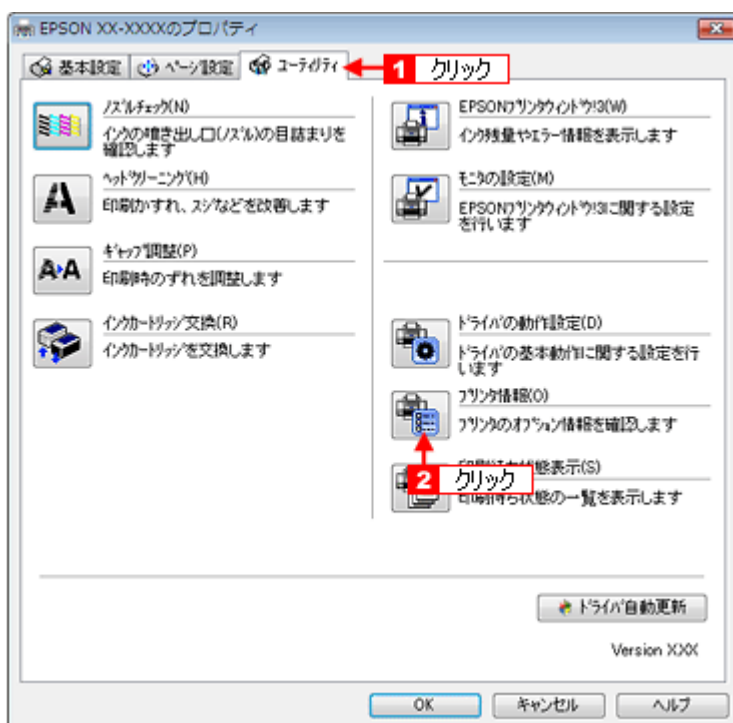 EPSON XX-XXXXのプロパティ
基本設定
ページ設定
ユーティリティ
1 クリック
ノズルチェック(N)
インクの噴き出し口(ノズル)の目詰まりを
確認します
ヘッドクリーニング(H)
印刷かすれ、スジなどを改善します
ギャップ調整(P)
印刷時のずれを調整します
インクカートリッジ交換(R)
インクカートリッジを交換します
EPSONプリンタウィンドウ!3(W)
インク残量やエラー情報を表示します
モニタの設定(M)
EPSONプリンタウィンドウ!3に関する設定
を行います
ドライバの動作設定(D)
ドライバの基本動作に関する設定を行
います
プリンタ情報(O)
プリンタのオプション情報を確認します
2 クリック
状態表示(S)
印刷待ち状態の一覧を表示します
ドライバ自動更新
Version X.XX
OK
キャンセル
ヘルプ